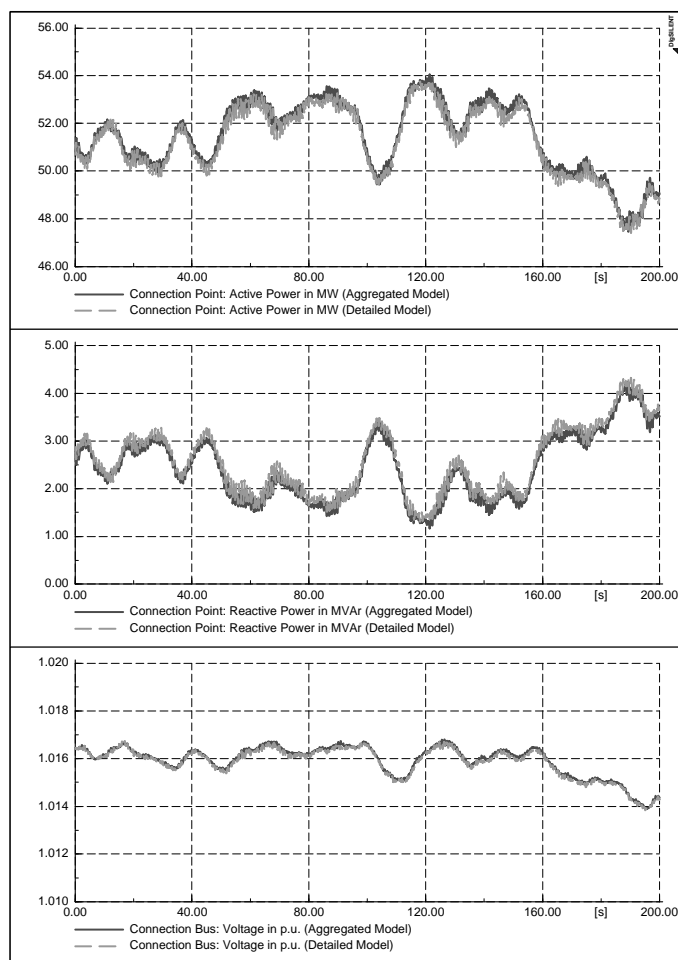 DIgSILENT
56.00
54.00
52.00
50.00
48.00
46.00
0.00 40.00 80.00 120.00 160.00 [s] 200.00
Connection Point: Active Power in MW (Aggregated Model)
Connection Point: Active Power in MW (Detailed Model)
5.00
4.00
3.00
2.00
1.00
0.00
0.00 40.00 80.00 120.00 160.00 [s] 200.00
Connection Point: Reactive Power in MVAr (Aggregated Model)
Connection Point: Reactive Power in MVAr (Detailed Model)
1.020
1.018
1.016
1.014
1.012
1.010
0.00 40.00 80.00 120.00 160.00 [s] 200.00
Connection Bus: Voltage in p.u. (Aggregated Model)
Connection Bus: Voltage in p.u. (Detailed Model)